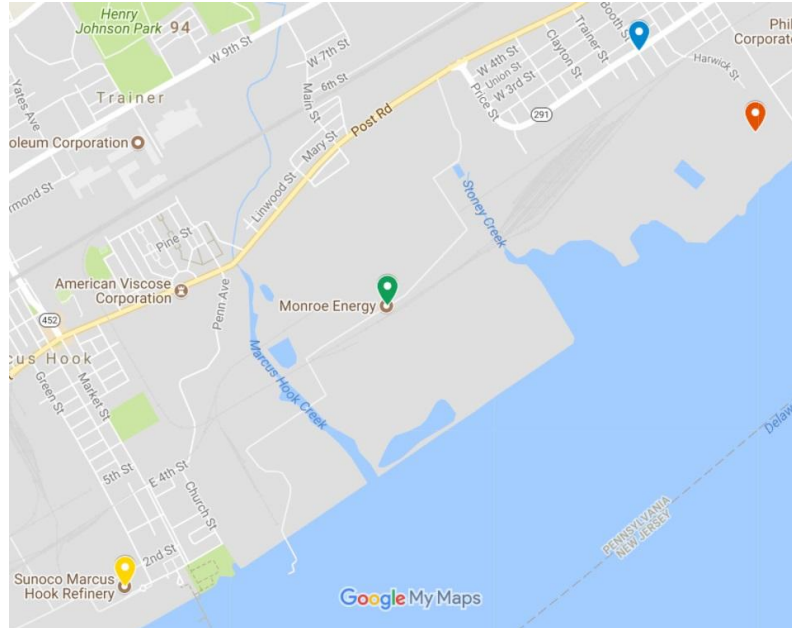 Henry
Johnson Park
94
W 9th St
W 7th St
6th St
Main St
Yates Ave
Trainer
oleum Corporation
rmond St
Mary St
Post Rd
Linwood St
Pine St
W 4th St
Union St
W 3rd St
Price St
Clayton St
Trainer St
Booth St
291
Harwick St
Phil
Corporat
Stoney Creek
American Viscose
Corporation
Penn Ave
Monroe Energy
452
cus Hook
Green St
Market St
Marcus Hook Creek
5th St
E 4th St
Church St
2nd St
Sunoco Marcus
Hook Refinery
Delaw
PENNSYLVANIA
NEW JERSEY
Google My Maps